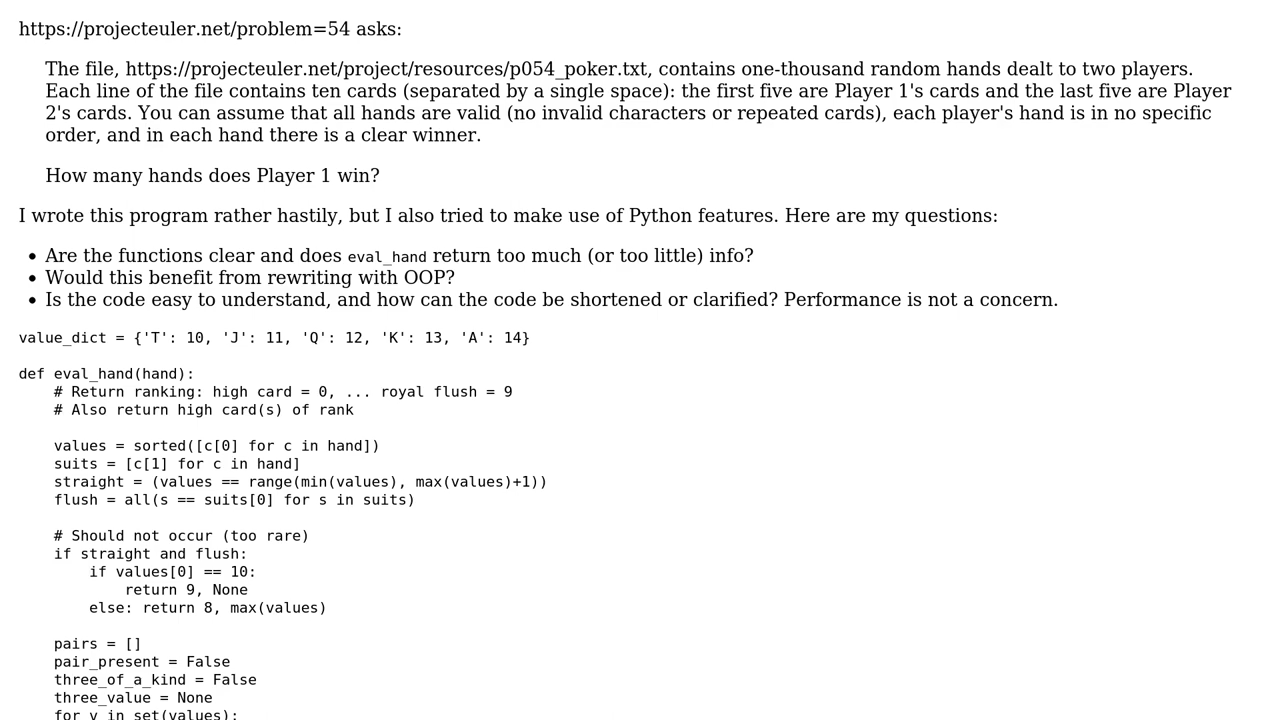 https://projecteuler.net/problem=54 asks:
The file, https://projecteuler.net/project/resources/p054_poker.txt, contains one-thousand random hands dealt to two players.
Each line of the file contains ten cards (separated by a single space): the first five are Player 1's cards and the last five are Player
2's cards. You can assume that all hands are valid (no invalid characters or repeated cards), each player's hand is in no specific
order, and in each hand there is a clear winner.
How many hands does Player 1 win?
I wrote this program rather hastily, but I also tried to make use of Python features. Here are my questions:
• Are the functions clear and does eval_hand return too much (or too little) info?
• Would this benefit from rewriting with OOP?
• Is the code easy to understand, and how can the code be shortened or clarified? Performance is not a concern.
value_dict = {'T': 10, 'J': 11, 'Q': 12, 'K': 13, 'A': 14}
def eval_hand(hand):
    # Return ranking: high card = 0, ... royal flush = 9
    # Also return high card(s) of rank
    values = sorted([c[0] for c in hand])
    suits = [c[1] for c in hand]
    straight = (values == range(min(values), max(values)+1))
    flush = all(s == suits[0] for s in suits)
    # Should not occur (too rare)
    if straight and flush:
        if values[0] == 10:
            return 9, None
        else: return 8, max(values)
    pairs = []
    pair_present = False
    three_of_a_kind = False
    three_value = None
    for v in set(values):